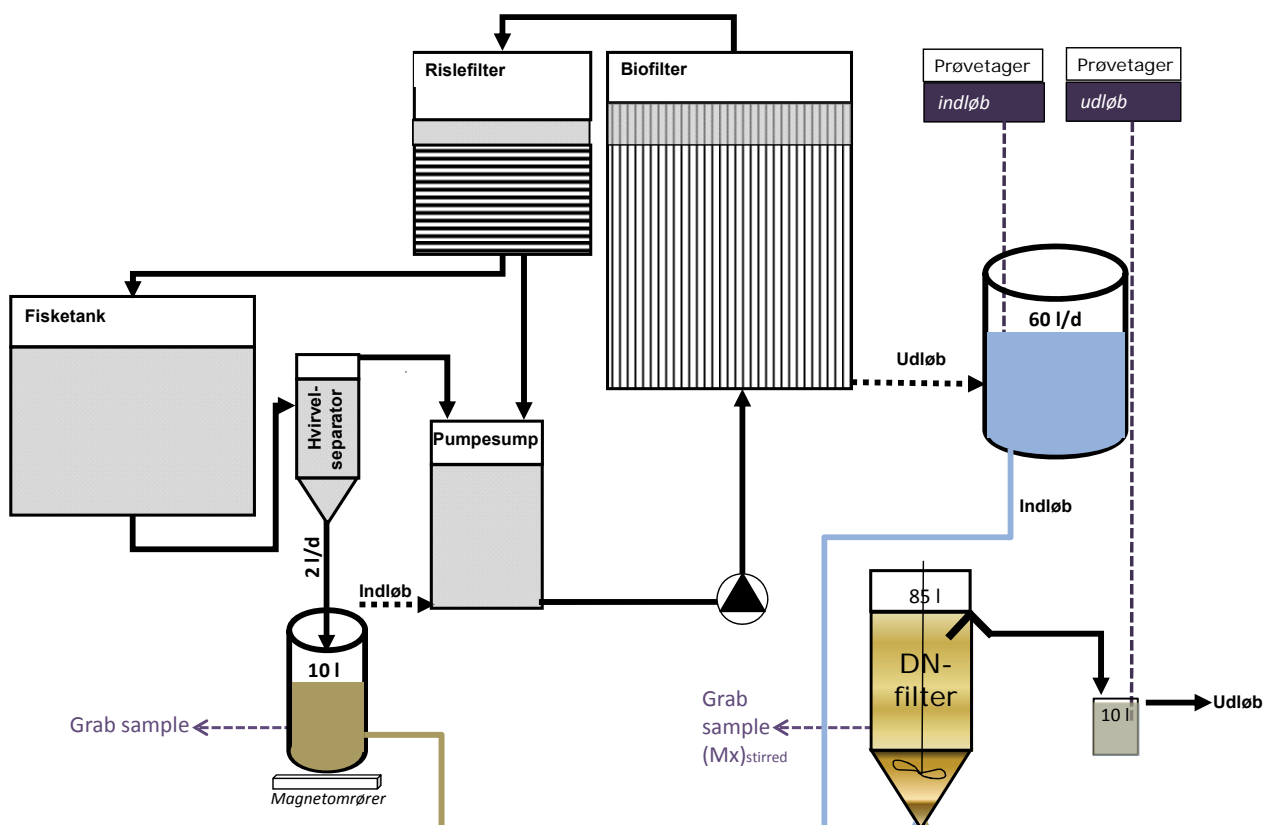 Rislefilter
Biofilter
Prøvetager
indløb
Prøvetager
udløb
Fisketank
60 l/d
Udløb
Hvirvel-
separator
Pumpesump
Indløb
2 l/d
Indløb
85 l
10 l
DN-
filter
Grab sample
Grab
sample
(Mx)stirred
10 l
Udløb
Magnetomrører